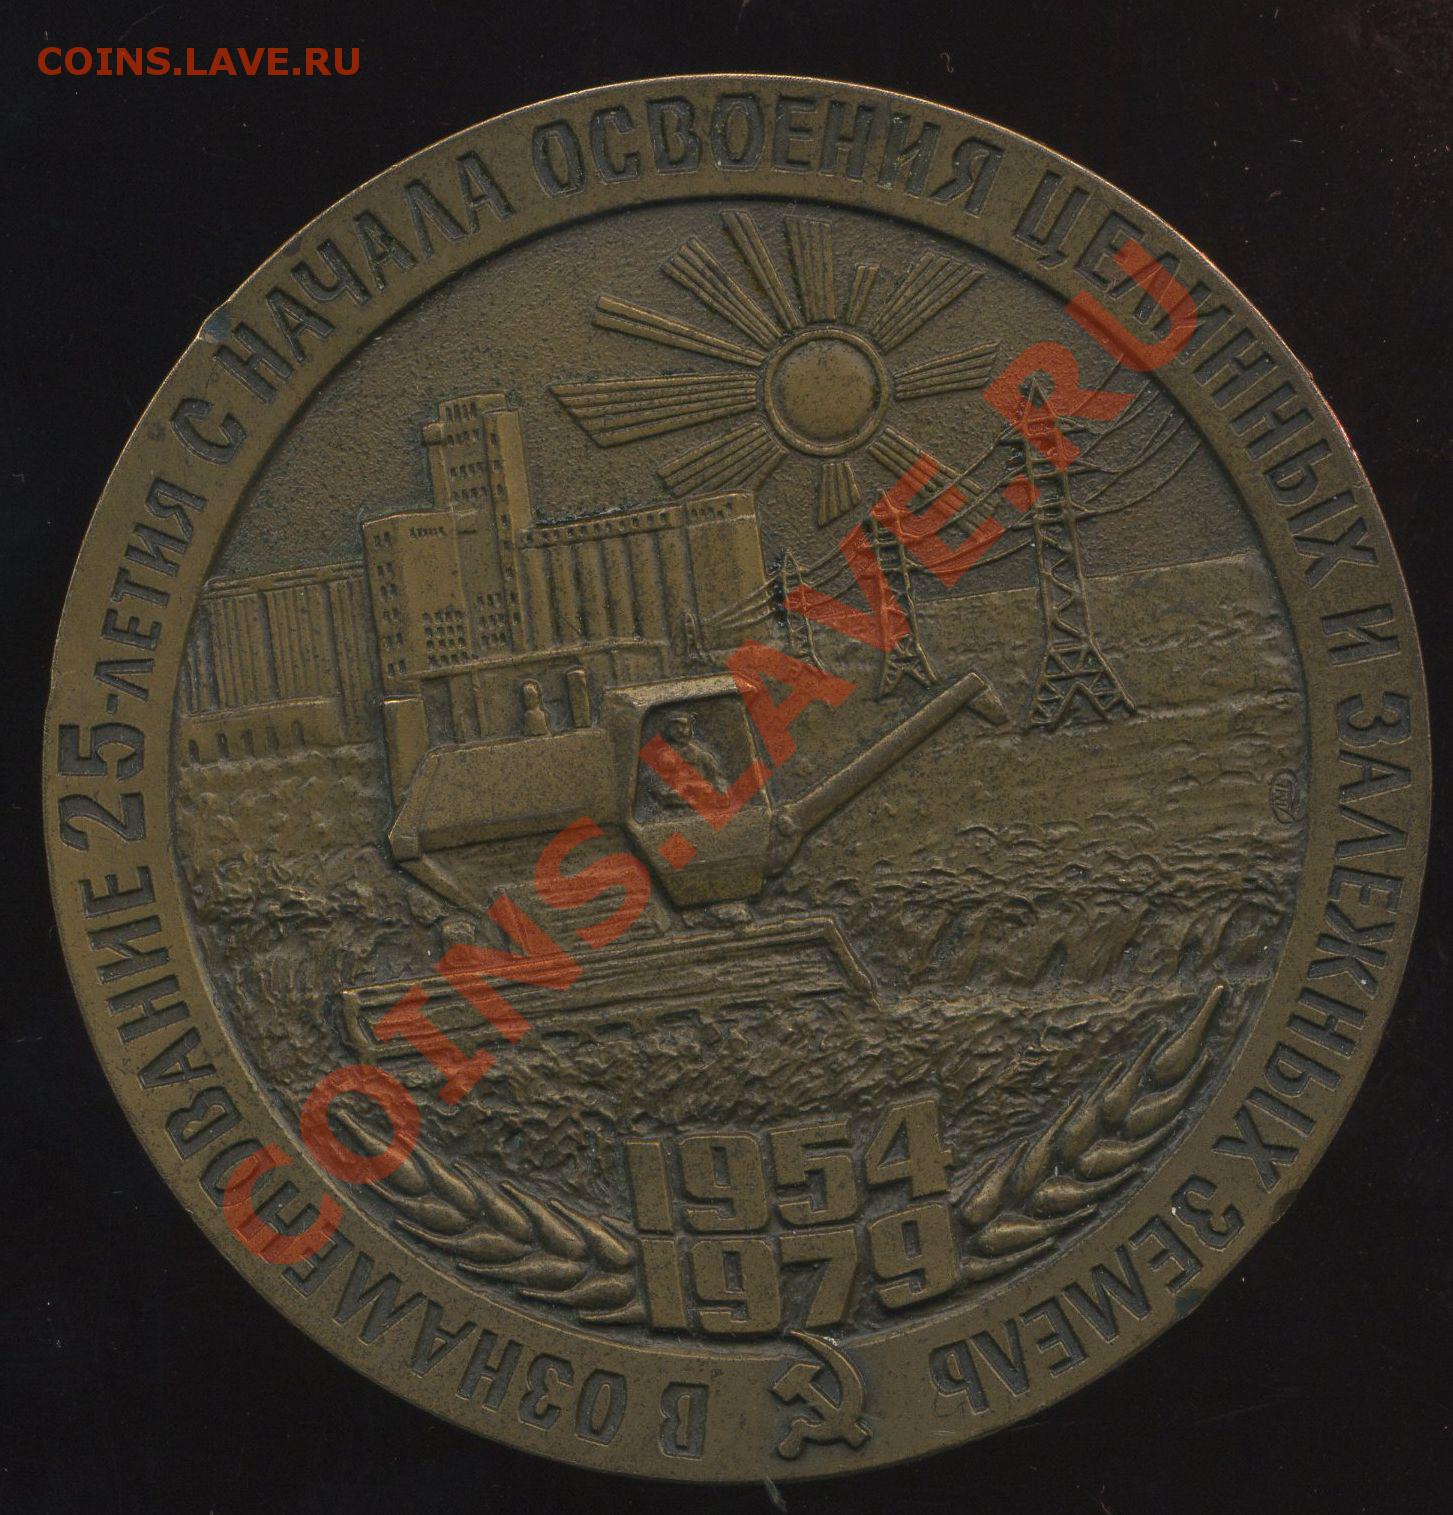 COINS.LAVE.RU
В ОЗНАМЕНОВАНИЕ 25-ЛЕТИЯ С НАЧАЛА ОСВОЕНИЯ ЦЕЛИННЫХ И ЗАЛЕЖНЫХ ЗЕМЕЛЬ
COINS.LAVE.RU
1954
1979